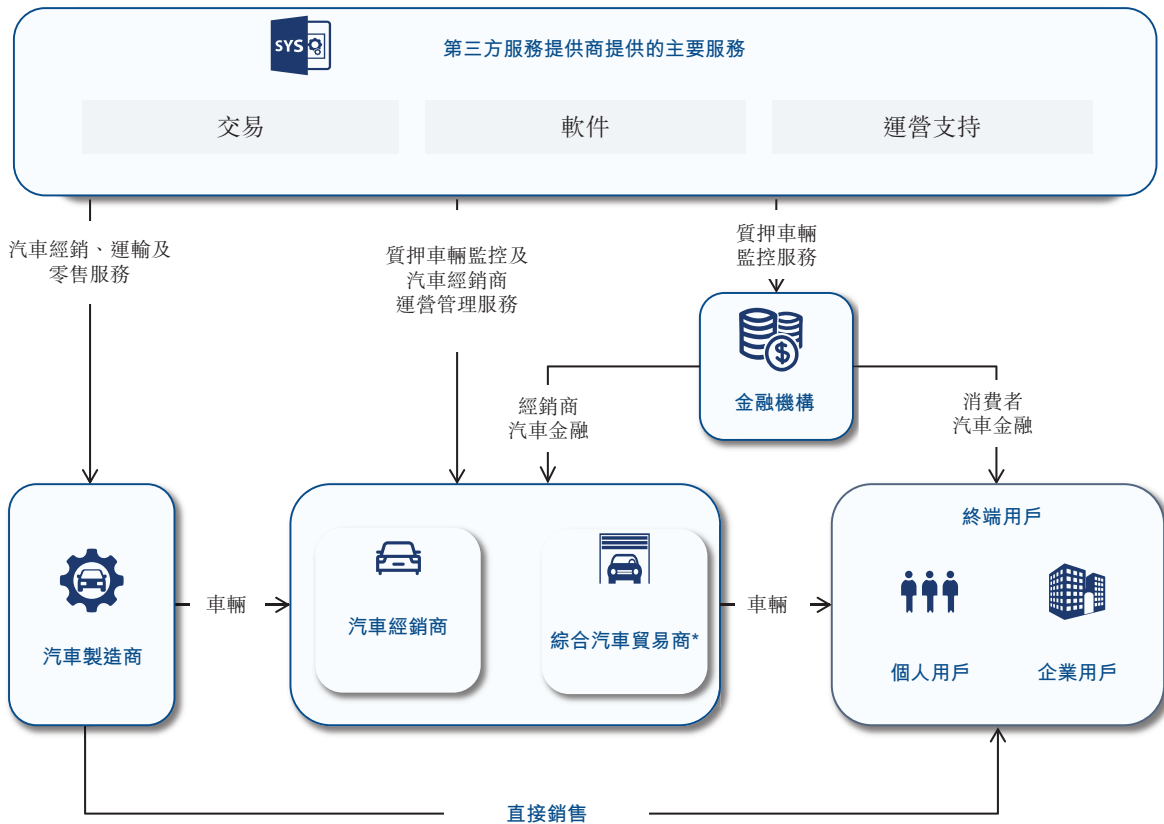 SYS
第三方服務提供商提供的主要服務
交易
軟件
運營支持
汽車經銷、運輸及
零售服務
質押車輛監控及
汽車經銷商
運營管理服務
質押車輛
監控服務
$
金融機構
經銷商
汽車金融
消費者
汽車金融
汽車製造商
車輛
汽車經銷商
綜合汽車貿易商*
車輛
終端用戶
個人用戶
企業用戶
直接銷售